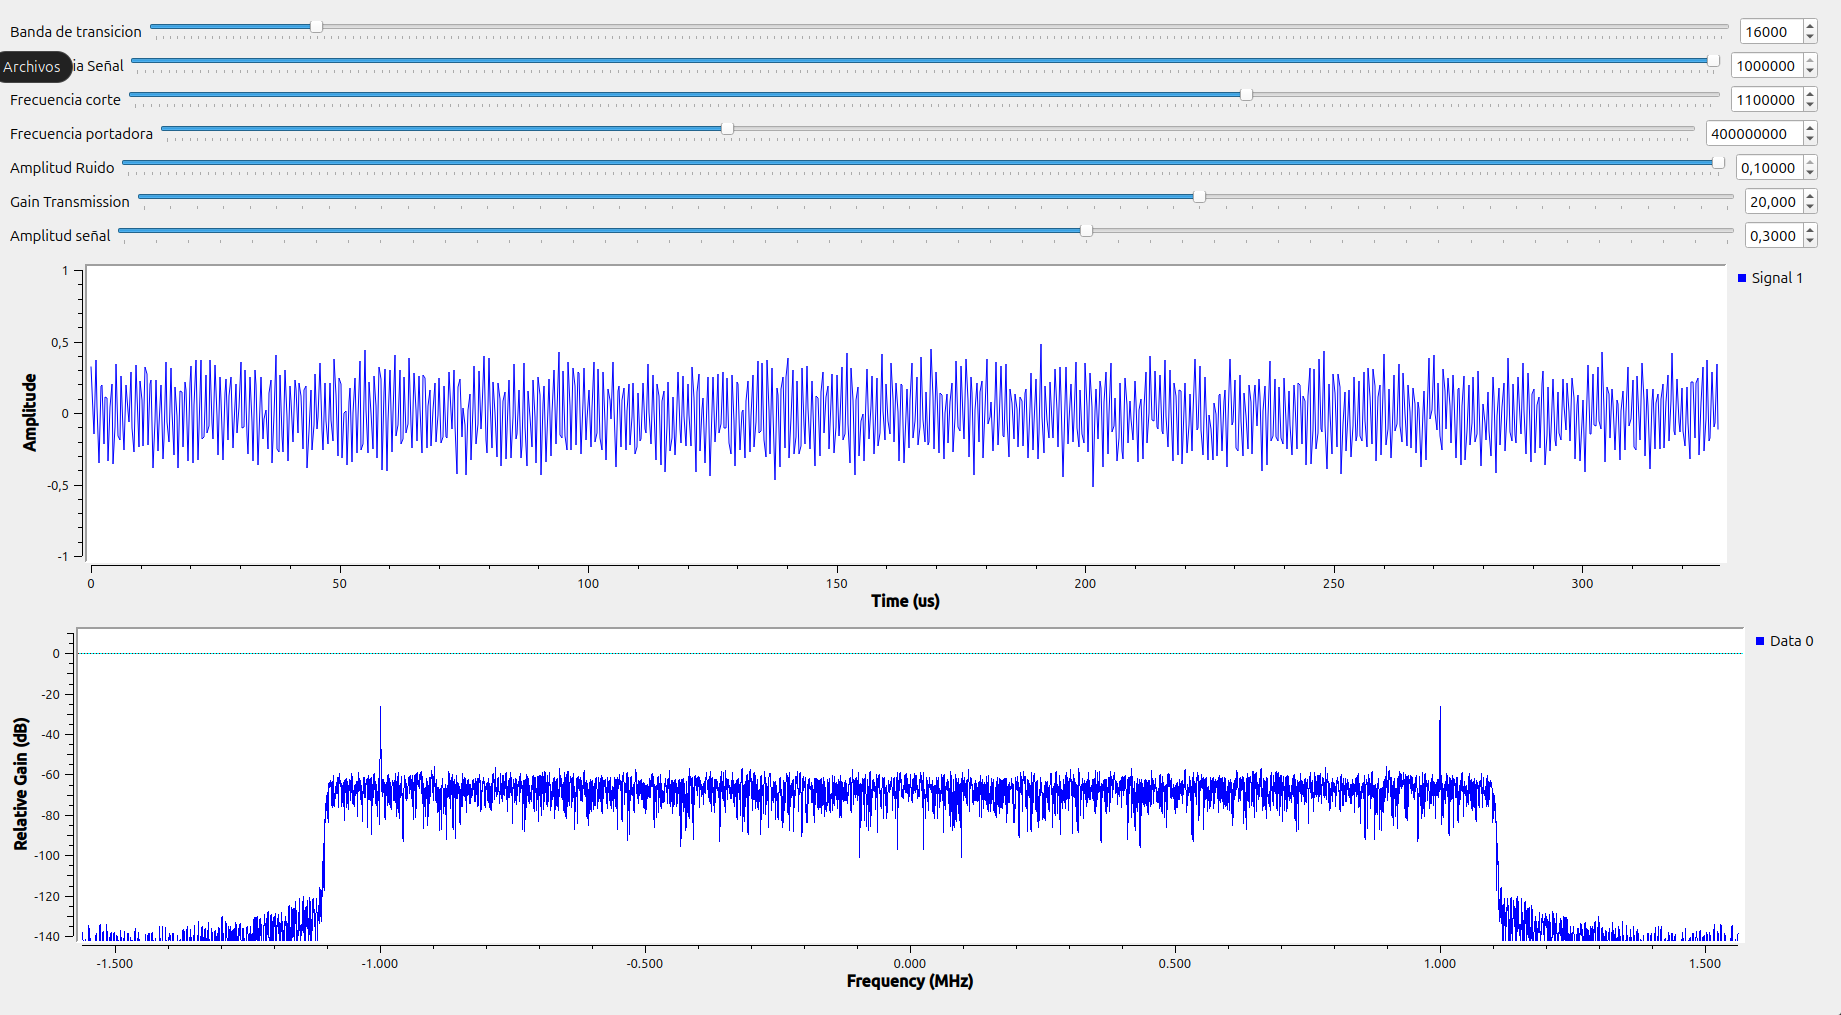 Banda de transicion 16000
Archivos ia Señal 1000000
Frecuencia corte 1100000
Frecuencia portadora 400000000
Amplitud Ruido 0,10000
Gain Transmission 20,000
Amplitud señal 0,3000
Signal 1
1
0,5
0
-0,5
-1
Amplitude
0 50 100 150 200 250 300
Time (us)
Data 0
0
-20
-40
-60
-80
-100
-120
-140
Relative Gain (dB)
-1.500 -1.000 -0.500 0.000 0.500 1.000 1.500
Frequency (MHz)